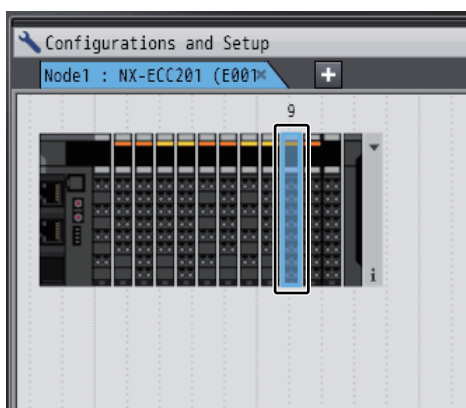 Configurations and Setup
Node1 : NX-ECC201 (E001
+
9
i